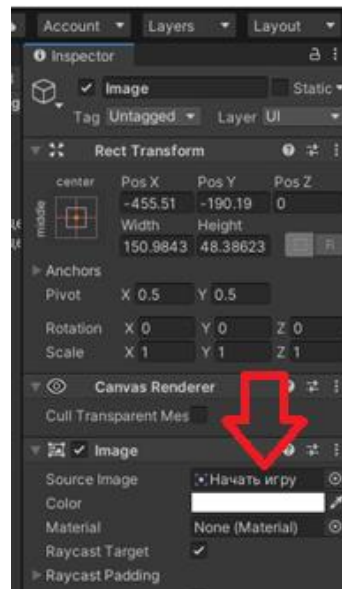 Account Layers Layout
Inspector
Image Static
Tag Untagged Layer UI
Rect Transform
center Pos X Pos Y Pos Z
middle -455.51 -190.19 0
Width Height
150.9843 48.38623 R
Anchors
Pivot X 0.5 Y 0.5
Rotation X 0 Y 0 Z 0
Scale X 1 Y 1 Z 1
Canvas Renderer
Cull Transparent Mes
Image
Source Image Начать игру
Color
Material None (Material)
Raycast Target
Raycast Padding